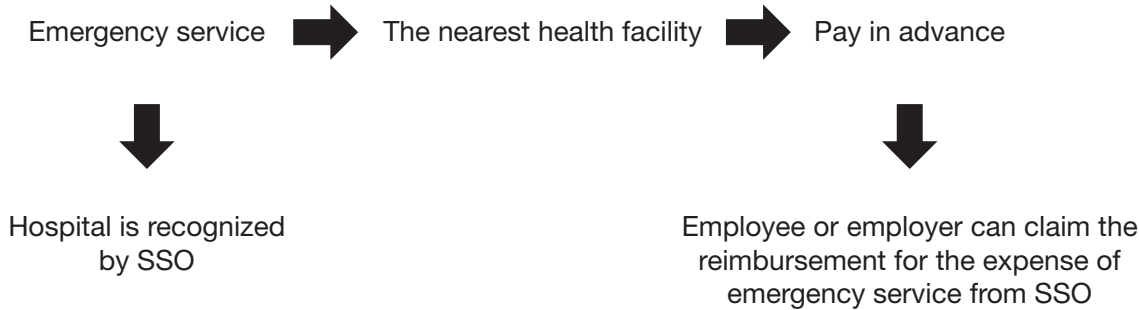 Emergency service
The nearest health facility
Pay in advance
Hospital is recognized
by SSO
Employee or employer can claim the
reimbursement for the expense of
emergency service from SSO